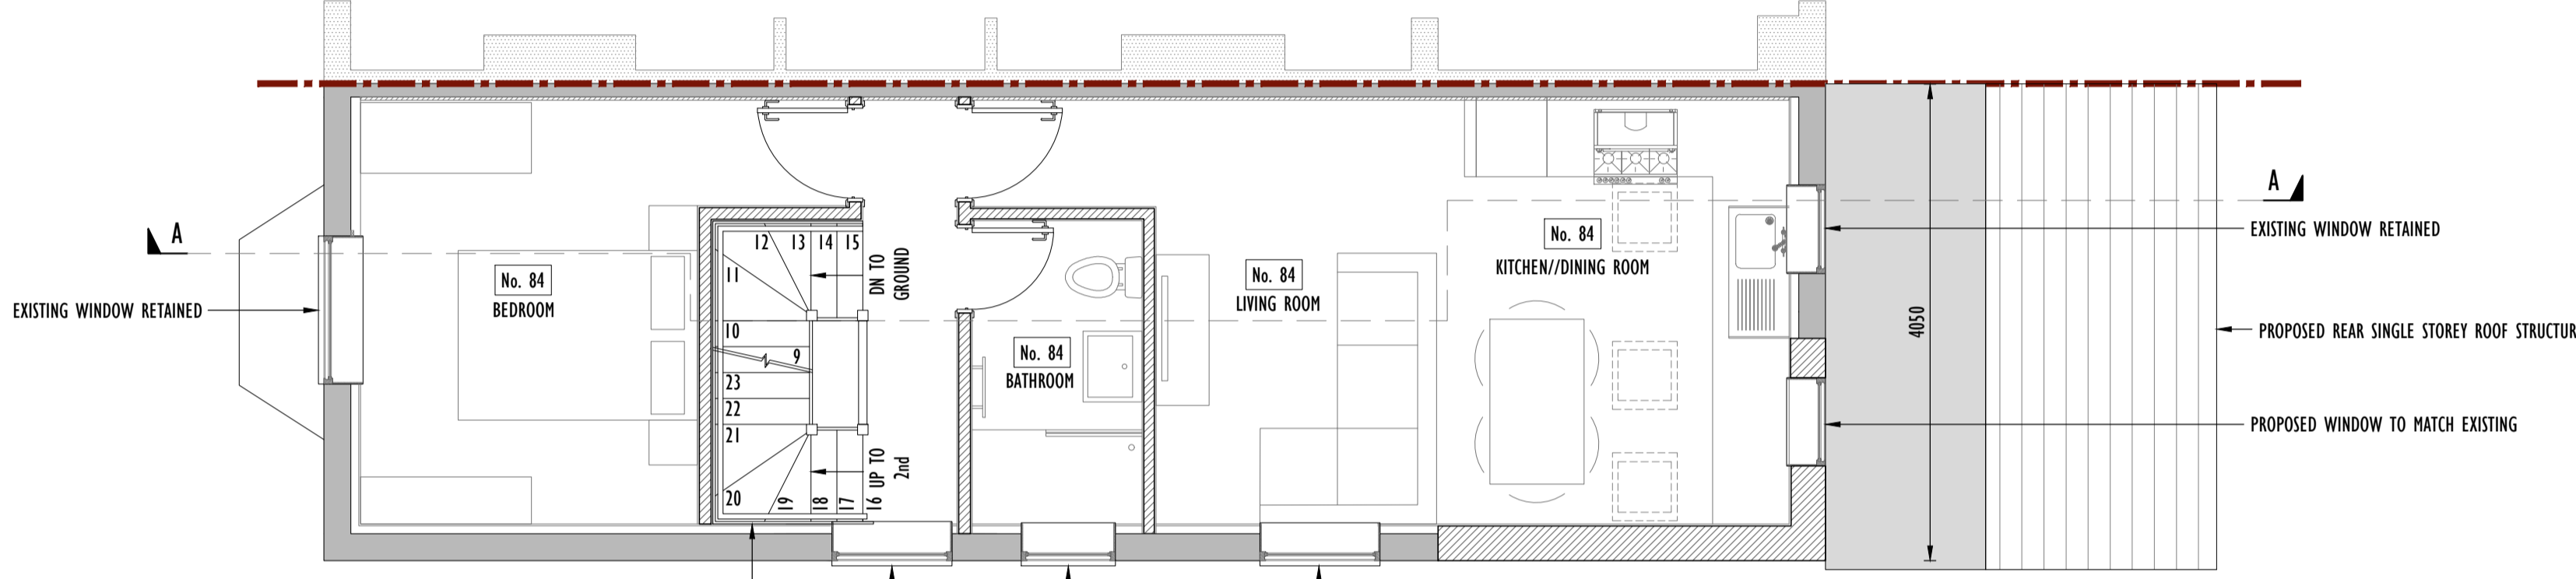 A
A
EXISTING WINDOW RETAINED
No. 84
BEDROOM
12 13 14 15
11
10
9
23
22
21
20 19 18 17 16
DN TO
GROUND
UP TO
2nd
No. 84
BATHROOM
No. 84
LIVING ROOM
No. 84
KITCHEN//DINING ROOM
4050
EXISTING WINDOW RETAINED
PROPOSED REAR SINGLE STOREY ROOF STRUCTUR
PROPOSED WINDOW TO MATCH EXISTING